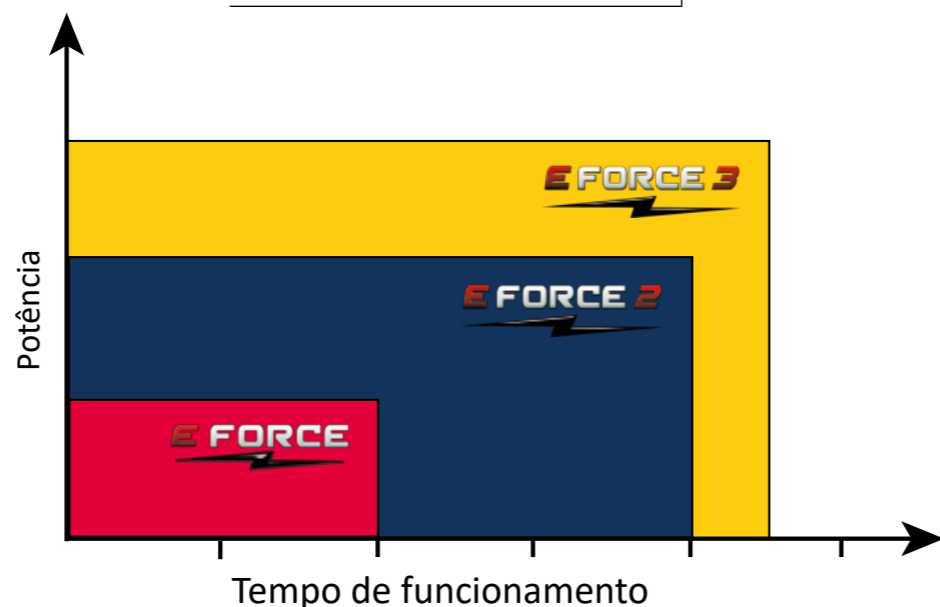 E FORCE 3
E FORCE 2
E FORCE
Potência
Tempo de funcionamento